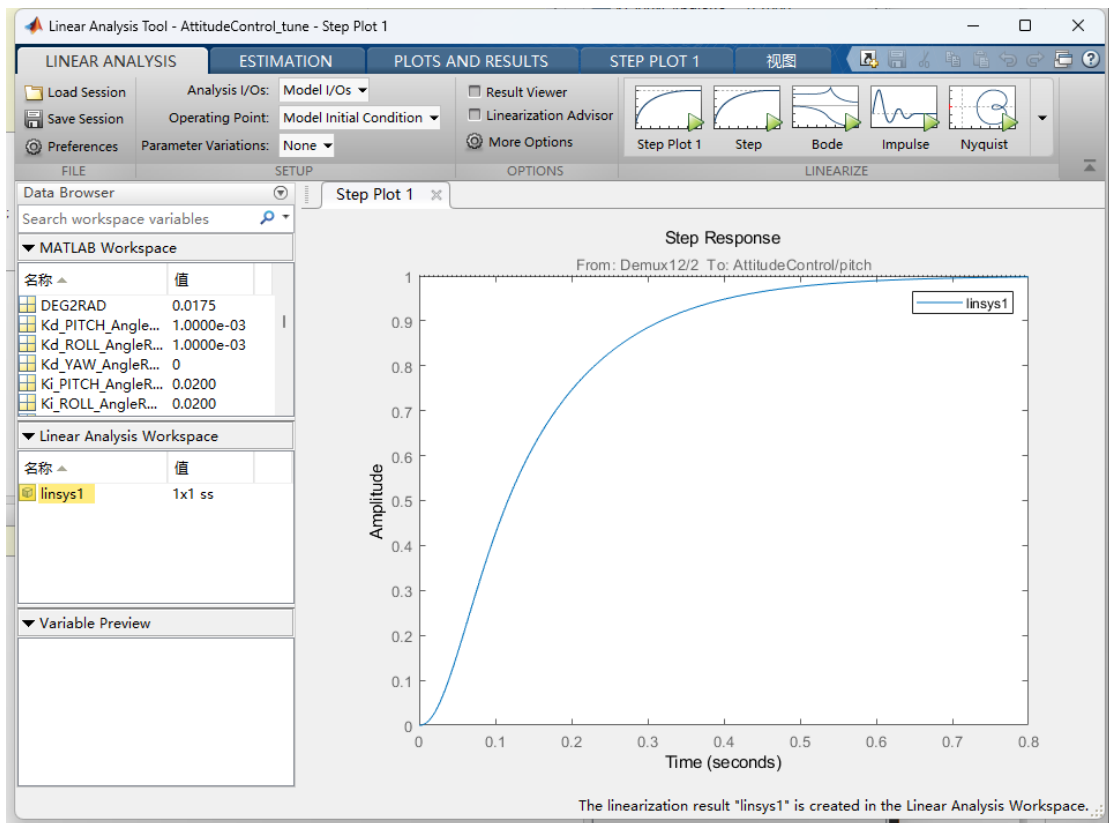 Linear Analysis Tool - AttitudeControl_tune - Step Plot 1
LINEAR ANALYSIS ESTIMATION PLOTS AND RESULTS STEP PLOT 1 视图
Load Session Analysis I/Os: Model I/Os Result Viewer
Save Session Operating Point: Model Initial Condition Linearization Advisor
Preferences Parameter Variations: None More Options Step Plot 1 Step Bode Impulse Nyquist
FILE SETUP OPTIONS LINEARIZE
Data Browser
Step Plot 1
Search workspace variables
MATLAB Workspace
名称 值
DEG2RAD 0.0175
Kd_PITCH_Angle... 1.0000e-03
Kd_ROLL_AngleR... 1.0000e-03
Kd_YAW_AngleR... 0
Ki_PITCH_AngleR... 0.0200
Ki_ROLL_AngleR... 0.0200
Linear Analysis Workspace
名称 值
linsys1 1x1 ss
Variable Preview
Step Response
From: Demux12/2 To: AttitudeControl/pitch
linsys1
1
0.9
0.8
0.7
0.6
0.5
0.4
0.3
0.2
0.1
0
Amplitude
0 0.1 0.2 0.3 0.4 0.5 0.6 0.7 0.8
Time (seconds)
The linearization result "linsys1" is created in the Linear Analysis Workspace.